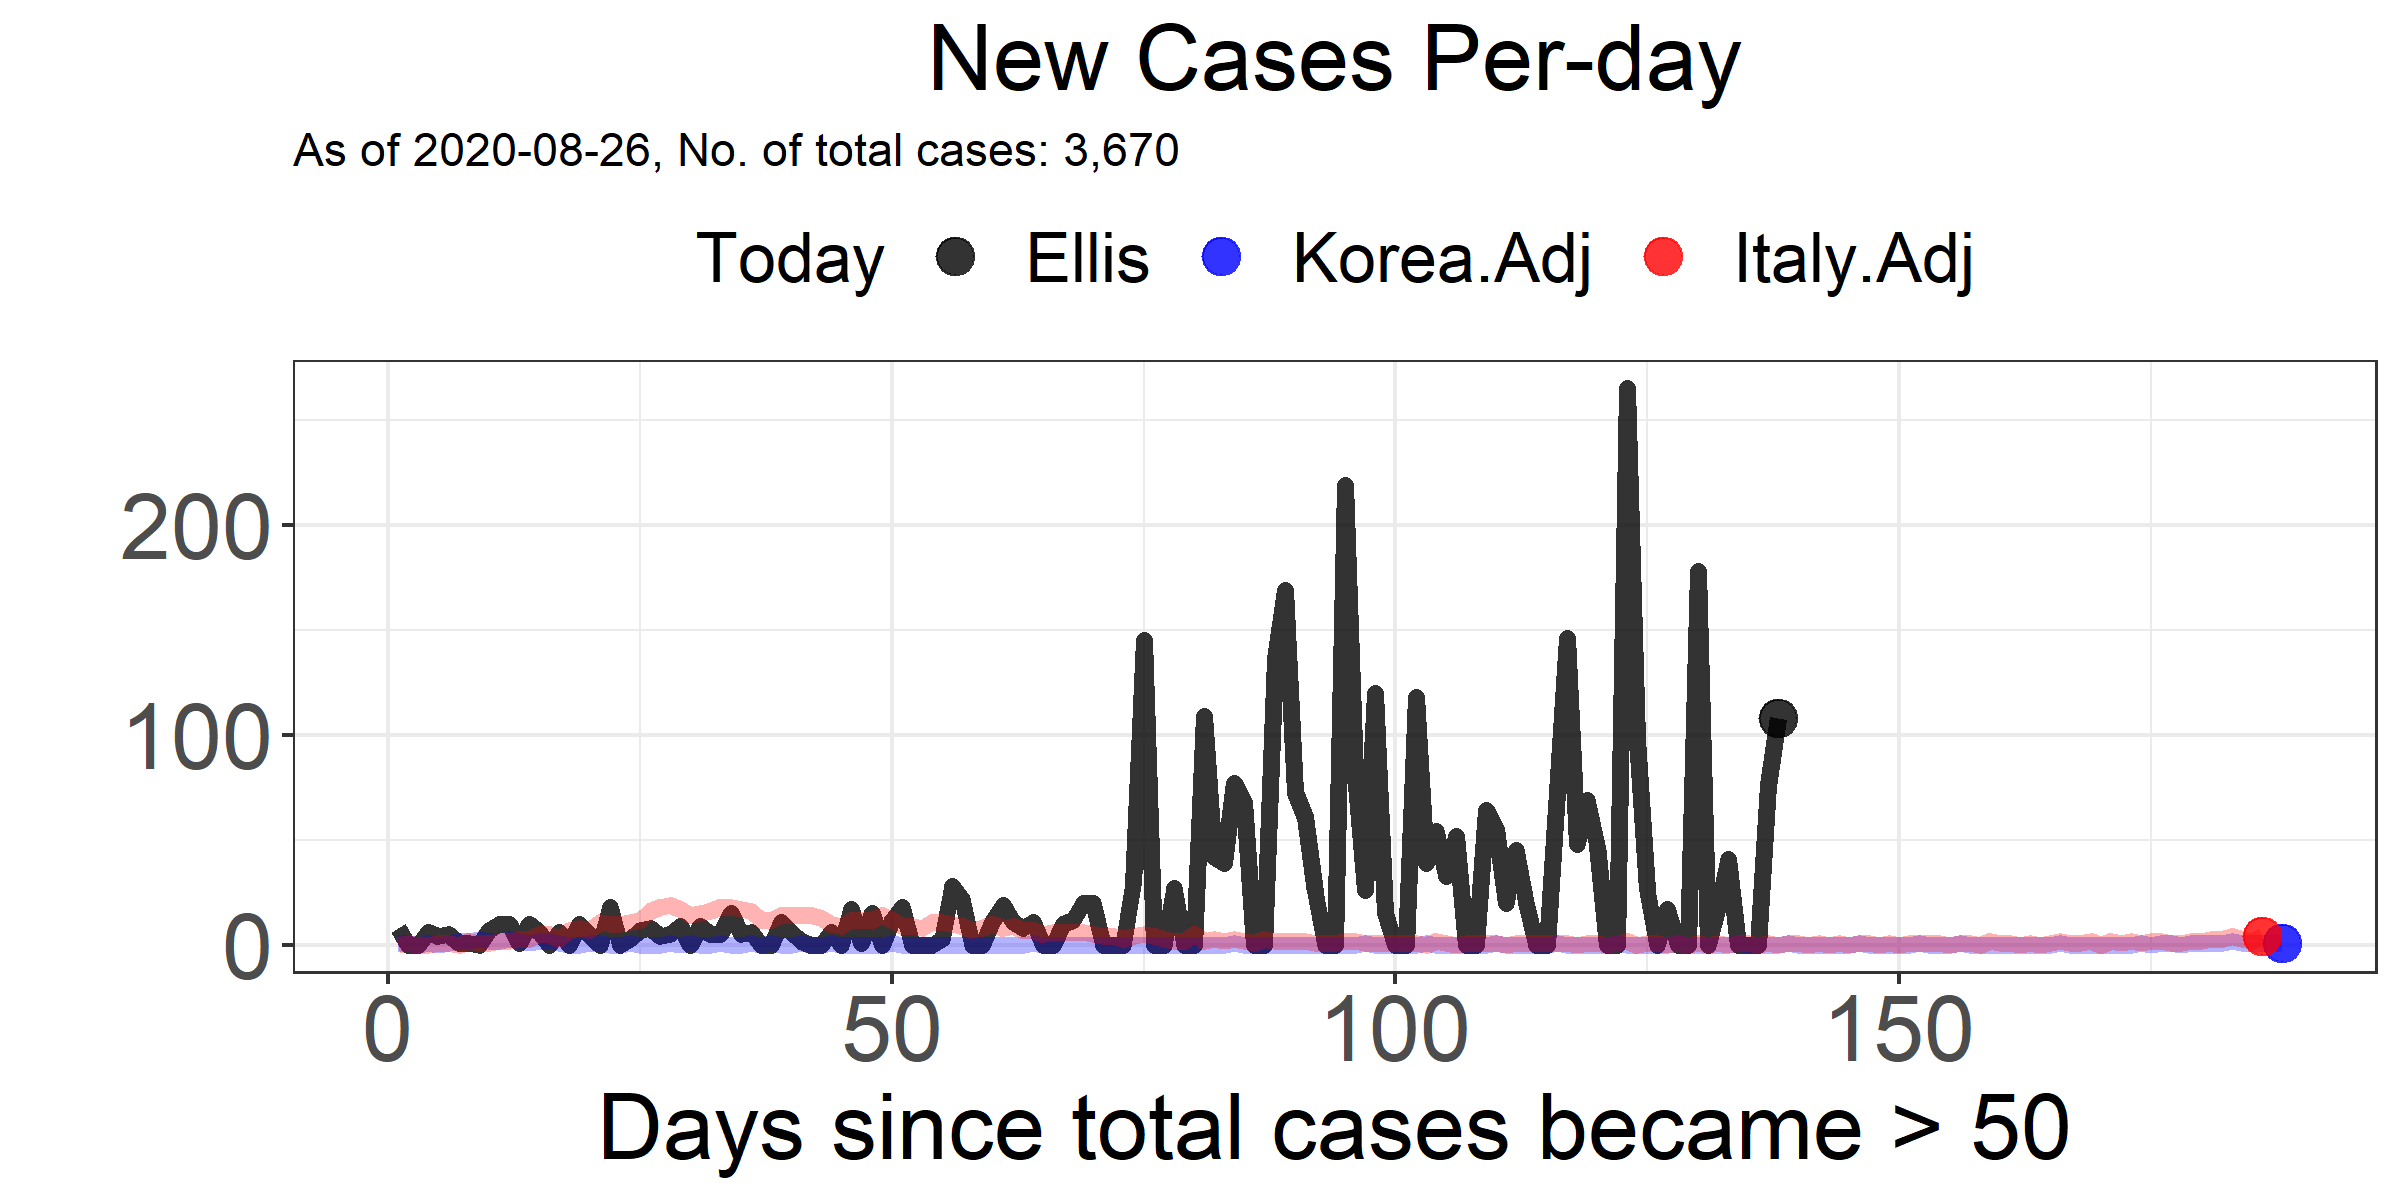 New Cases Per-day
As of 2020-08-26, No. of total cases: 3,670
Today Ellis Korea.Adj Italy.Adj
200
100
0
0 50 100 150
Days since total cases became > 50